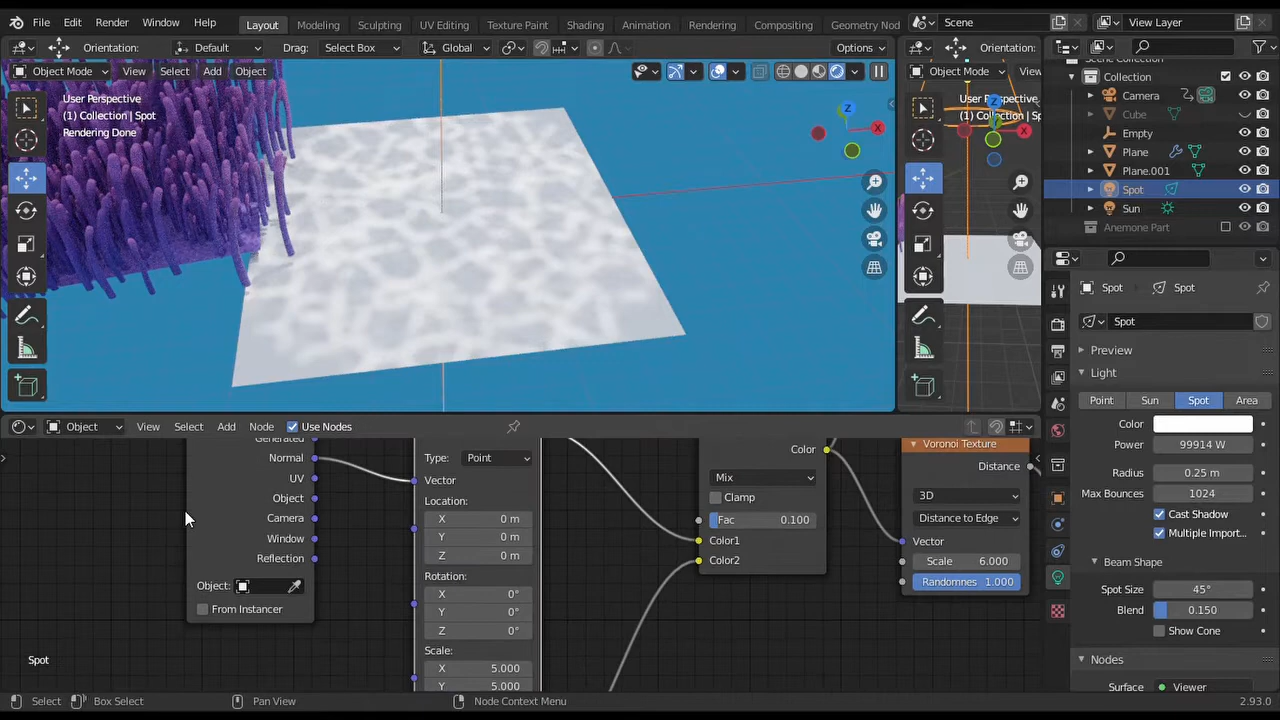 File Edit Render Window Help Layout Modeling Sculpting UV Editing Texture Paint Shading Animation Rendering Compositing Geometry Nod Scene View Layer
Orientation: Default Drag: Select Box Global Options Orientation:
Object Mode View Select Add Object Object Mode View
User Perspective
(1) Collection | Spot
Rendering Done
Z
X
User Perspective
(1) Collection | Sp
Z
X
Scene Collection
Collection
Camera
Cube
Empty
Plane
Plane.001
Spot
Sun
Anemone Part
Spot Spot
Spot
Preview
Light
Point Sun Spot Area
Color
Power 99914 W
Radius 0.25 m
Max Bounces 1024
Cast Shadow
Multiple Import...
Beam Shape
Spot Size 45°
Blend 0.150
Show Cone
Nodes
Surface Viewer
Object View Select Add Node Use Nodes
Generated
Normal
UV
Object
Camera
Window
Reflection
Object:
From Instancer
Type: Point
Vector
Location:
X 0 m
Y 0 m
Z 0 m
Rotation:
X 0°
Y 0°
Z 0°
Scale:
X 5.000
Y 5.000
Color
Mix
Clamp
Fac 0.100
Color1
Color2
Voronoi Texture
Distance
3D
Distance to Edge
Vector
Scale 6.000
Randomnes 1.000
Spot
Select Box Select Pan View Node Context Menu 2.93.0